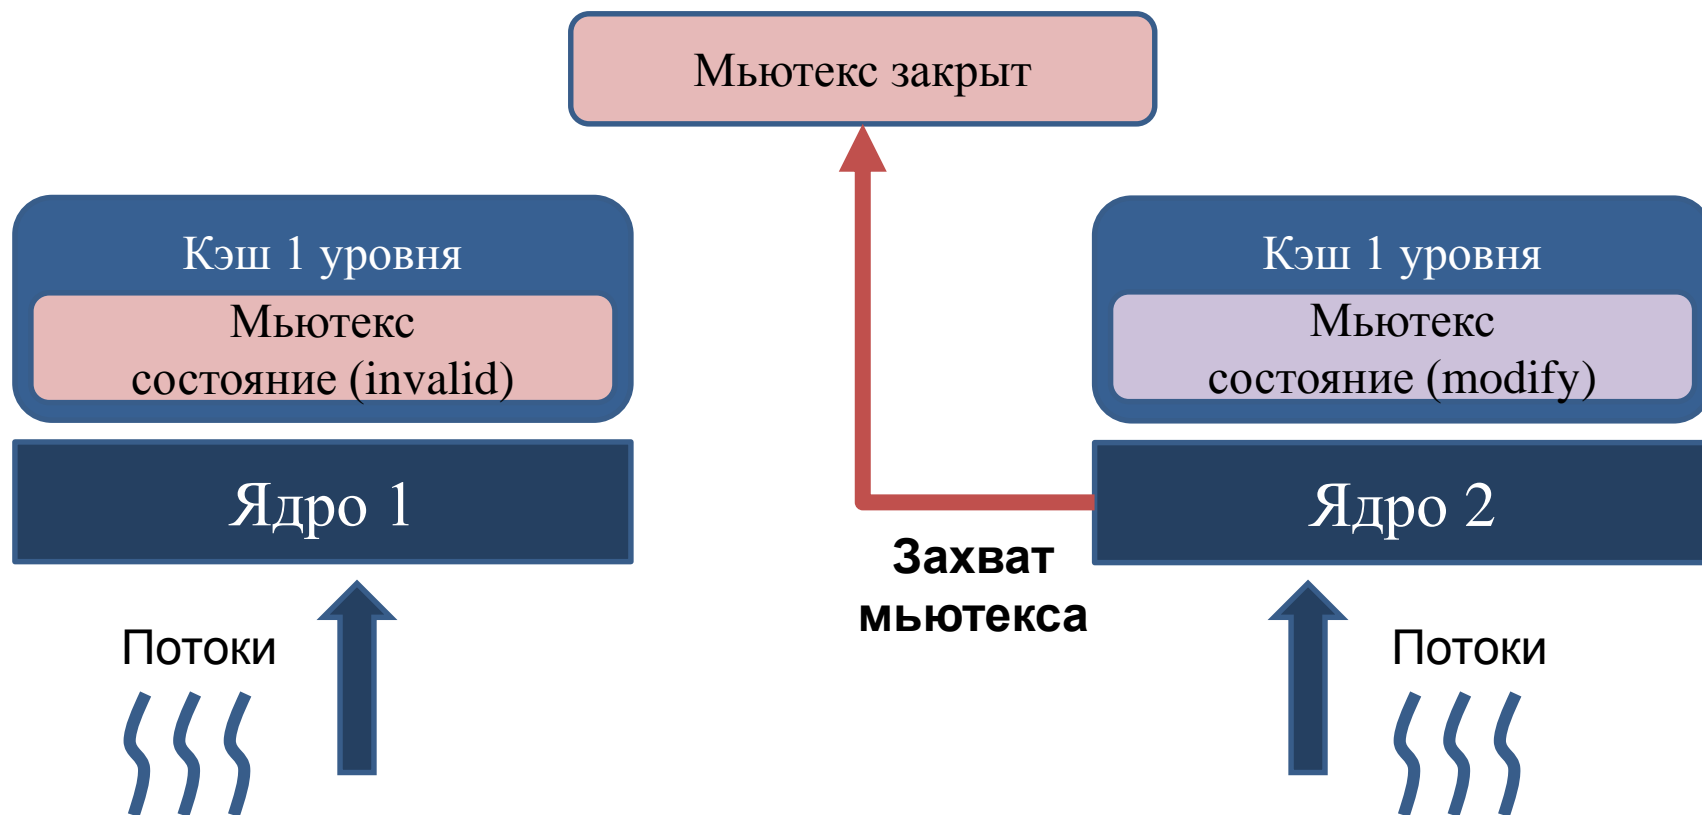 Мьютекс закрыт
Кэш 1 уровня
Мьютекс
состояние (invalid)
Ядро 1
Потоки
Захват
мьютекса
Кэш 1 уровня
Мьютекс
состояние (modify)
Ядро 2
Потоки